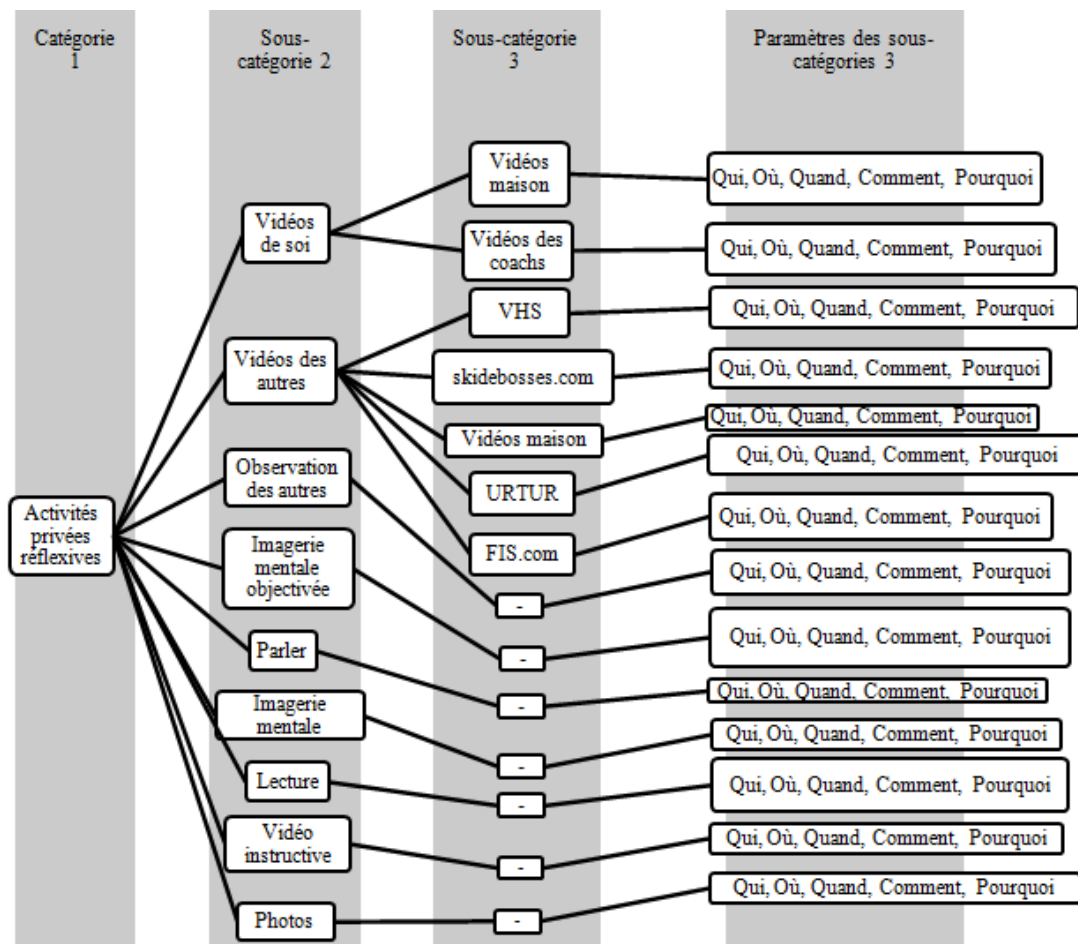 Catégorie
1
Sous-
catégorie 2
Sous-catégorie
3
Paramètres des sous-
catégories 3
Activités
privées
réflexives
Vidéos
de soi
Vidéos des
autres
Observation
des autres
Imagerie
mentale
objectivée
Parler
Imagerie
mentale
Lecture
Vidéo
instructive
Photos
Vidéos
maison
Vidéos des
coachs
VHS
skidebosses.com
Vidéos maison
URTUR
FIS.com
-
-
-
-
-
-
-
Qui, Où, Quand, Comment, Pourquoi
Qui, Où, Quand, Comment, Pourquoi
Qui, Où, Quand, Comment, Pourquoi
Qui, Où, Quand, Comment, Pourquoi
Qui, Où, Quand, Comment, Pourquoi
Qui, Où, Quand, Comment, Pourquoi
Qui, Où, Quand, Comment, Pourquoi
Qui, Où, Quand, Comment, Pourquoi
Qui, Où, Quand, Comment, Pourquoi
Qui, Où, Quand, Comment, Pourquoi
Qui, Où, Quand, Comment, Pourquoi
Qui, Où, Quand, Comment, Pourquoi
Qui, Où, Quand, Comment, Pourquoi
Qui, Où, Quand, Comment, Pourquoi